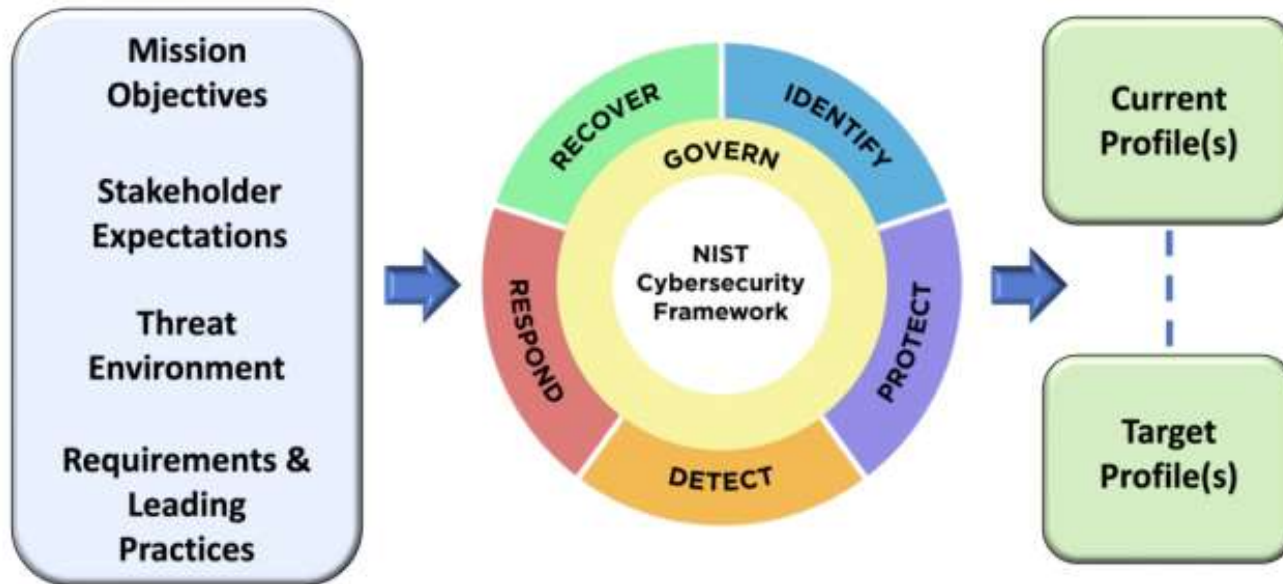 Mission
Objectives
Stakeholder
Expectations
Threat
Environment
Requirements &
Leading
Practices
RECOVER
IDENTIFY
GOVERN
NIST
Cybersecurity
Framework
RESPOND
PROTECT
DETECT
Current
Profile(s)
Target
Profile(s)